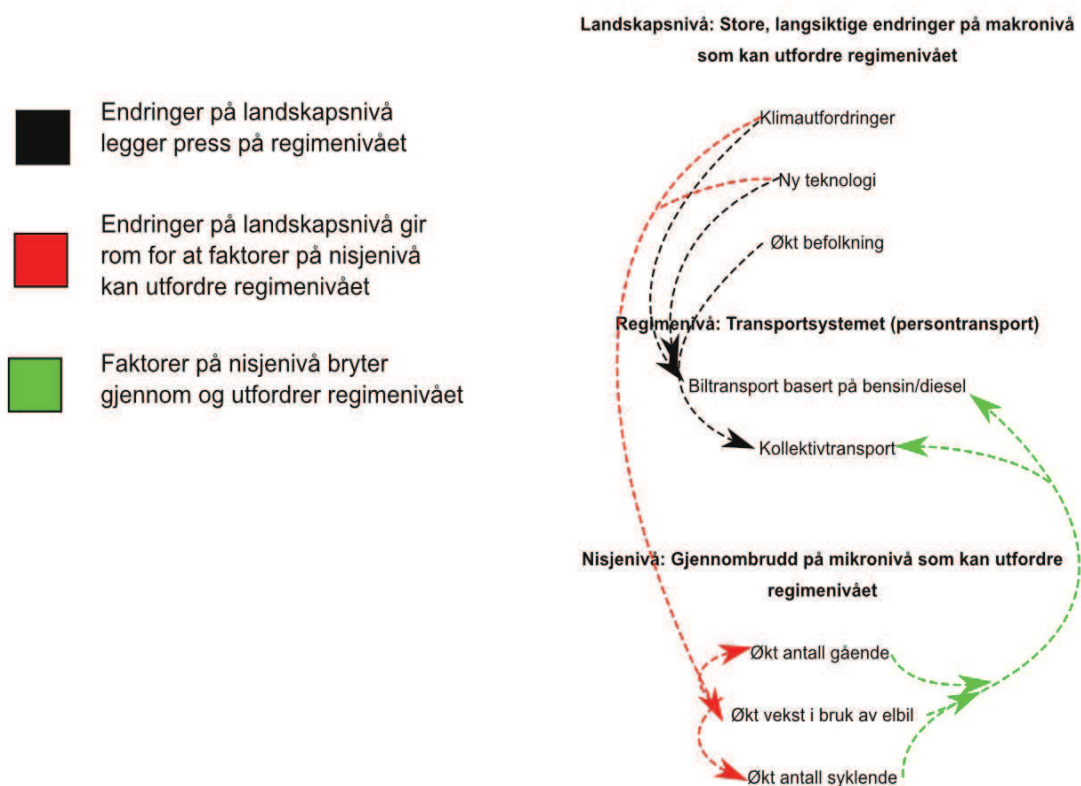 Endringer på landskapsnivå
legger press på regimenivået
Endringer på landskapsnivå gir
rom for at faktorer på nisjenivå
kan utfordre regimenivået
Faktorer på nisjenivå bryter
gjennom og utfordrer regimenivået
Landskapsnivå: Store, langsiktige endringer på makronivå
som kan utfordre regimenivået
Klimautfordringer
Ny teknologi
Økt befolkning
Regimenivå: Transportsystemet (persontransport)
Biltransport basert på bensin/diesel
Kollektivtransport
Nisjenivå: Gjennombrudd på mikronivå som kan utfordre
regimenivået
Økt antall gående
Økt vekst i bruk av elbil
Økt antall syklende